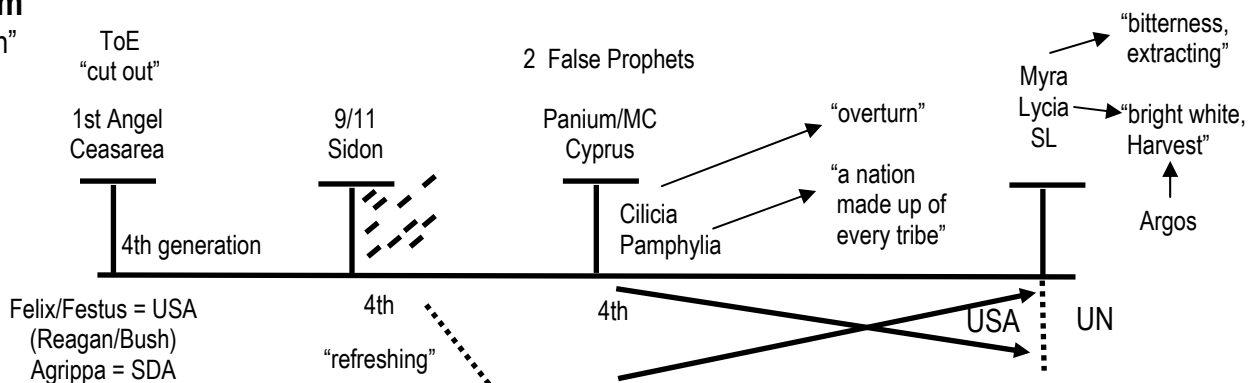 m
n”
ToE
“cut out”
1st Angel
Ceasarea
4th generation
Felix/Festus = USA
(Reagan/Bush)
Agrippa = SDA
9/11
Sidon
4th
“refreshing”
2 False Prophets
Panium/MC
Cyprus
Cilicia
Pamphylia
4th
“overturn”
“a nation
made up of
every tribe”
Myra
Lycia
SL
“bitterness,
extracting”
“bright white,
Harvest”
Argos
USA
UN